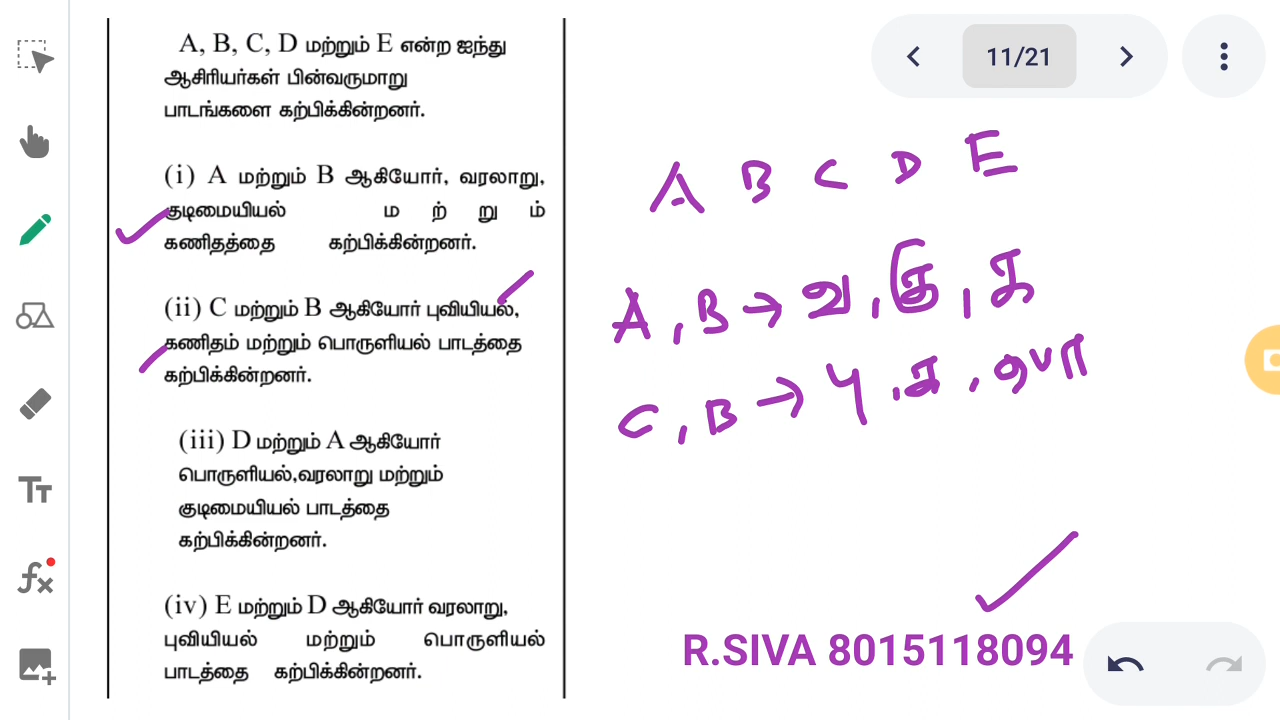 A, B, C, D மற்றும் E என்ற ஐந்து
ஆசிரியர்கள் பின்வருமாறு
பாடங்களை கற்பிக்கின்றனர்.
(i) A மற்றும் B ஆகியோர், வரலாறு,
குடிமையியல் மற்றும்
கணிதத்தை கற்பிக்கின்றனர்.
(ii) C மற்றும் B ஆகியோர் புவியியல்,
கணிதம் மற்றும் பொருளியல் பாடத்தை
கற்பிக்கின்றனர்.
(iii) D மற்றும் A ஆகியோர்
பொருளியல்,வரலாறு மற்றும்
குடிமையியல் பாடத்தை
கற்பிக்கின்றனர்.
(iv) E மற்றும் D ஆகியோர் வரலாறு,
புவியியல் மற்றும் பொருளியல்
பாடத்தை கற்பிக்கின்றனர்.
11/21
A B C D E
A, B → வ, கு, க
C, B → பு, க, பொ
R.SIVA 8015118094
Tт
fx